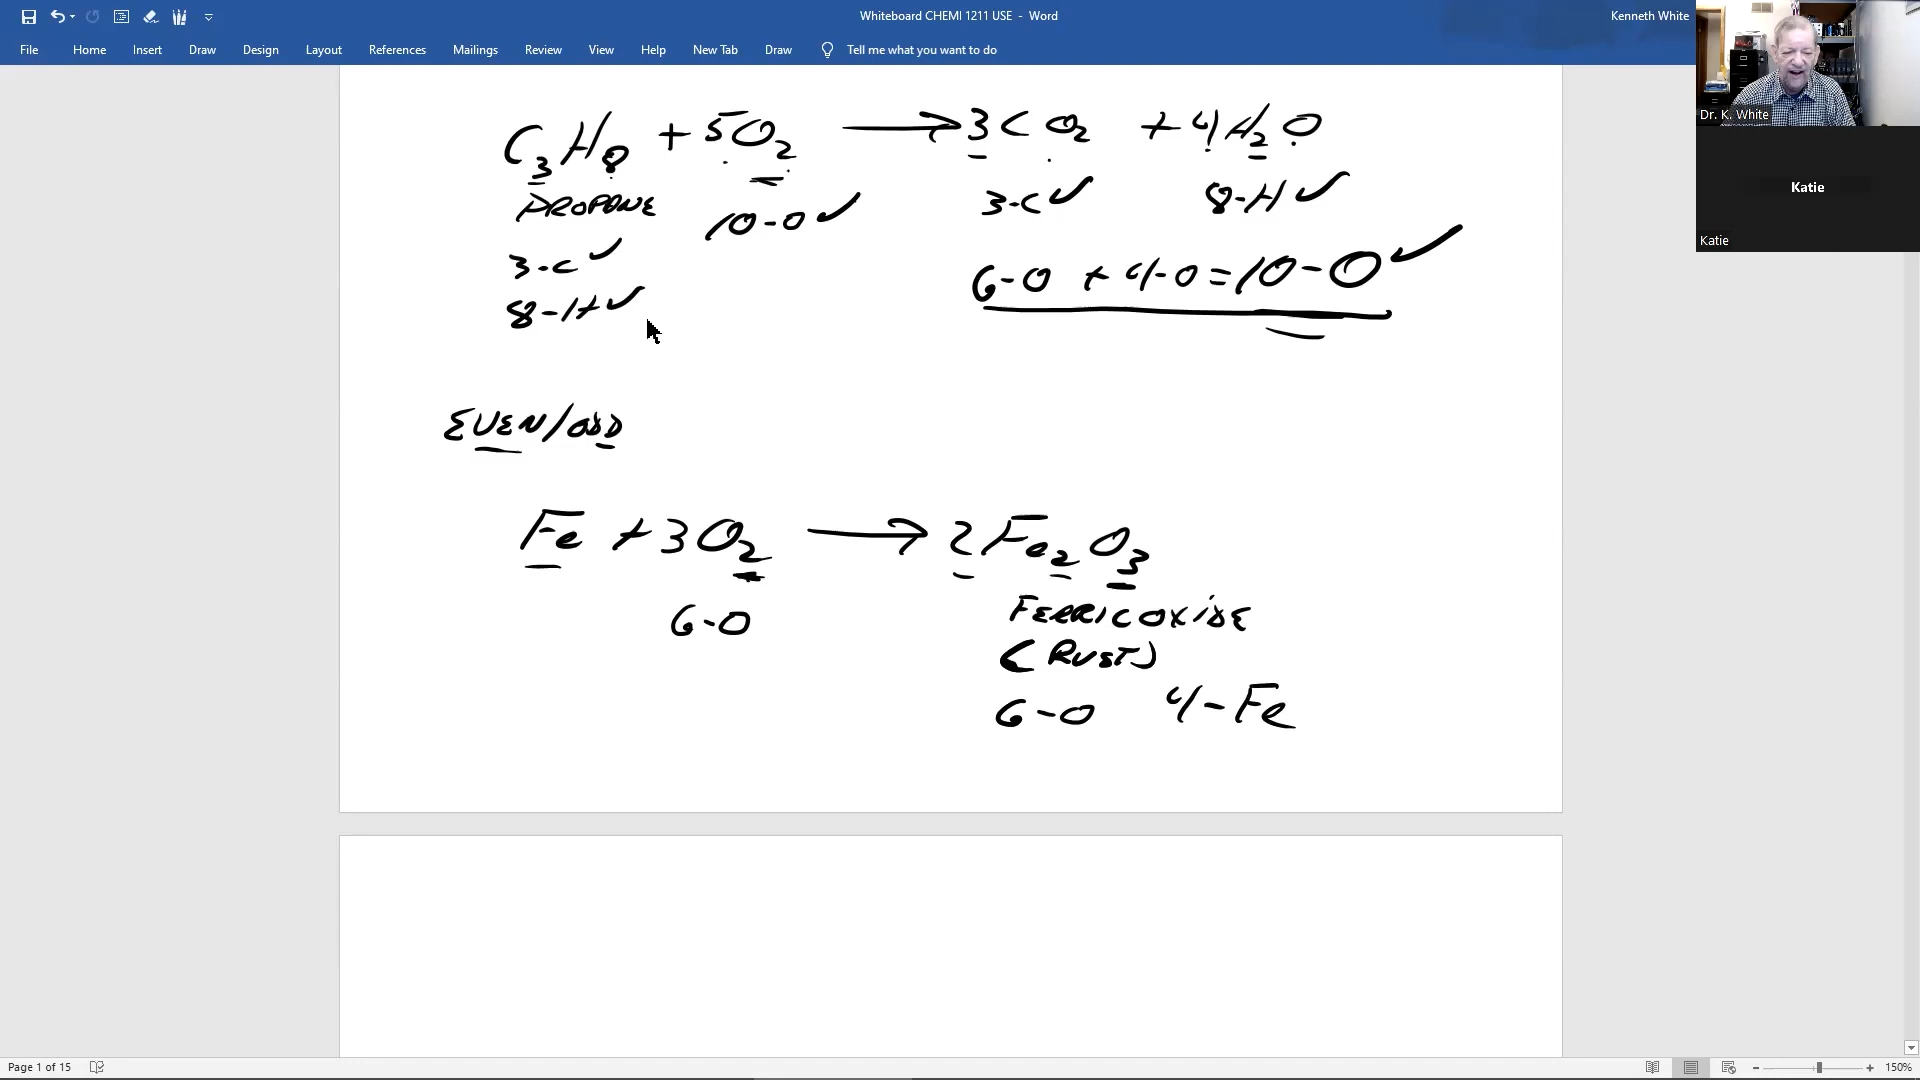 Whiteboard CHEMI 1211 USE - Word
Kenneth White
File Home Insert Draw Design Layout References Mailings Review View Help New Tab Draw Tell me what you want to do
Dr. K. White
Katie
Katie
C3H8 + 5O2 → 3CO2 + 4H2O
PROPANE 10-O ✓ 3-C ✓ 8-H ✓
3-C ✓
8-H ✓ 6-O + 4-O = 10-O ✓
EVEN/ODD
Fe + 3O2 → 2Fe2O3
6-O FERRIC OXIDE
(RUST)
6-O 4-Fe
Page 1 of 15
150%